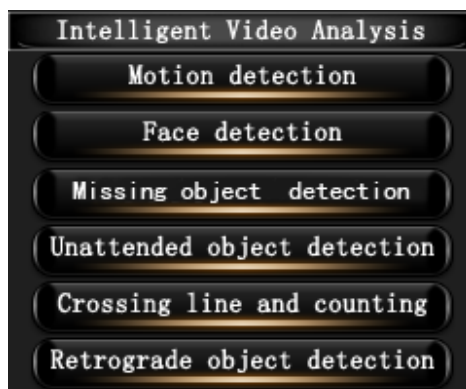 Intelligent Video Analysis
Motion detection
Face detection
Missing object detection
Unattended object detection
Crossing line and counting
Retrograde object detection